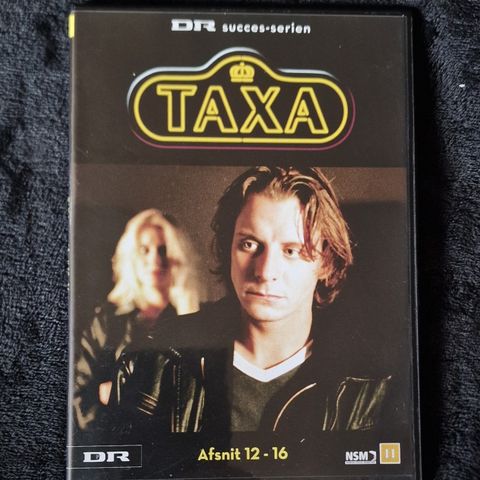 DR succes-serien
TAXA
DR
Afsnit 12 - 16
NSM
11